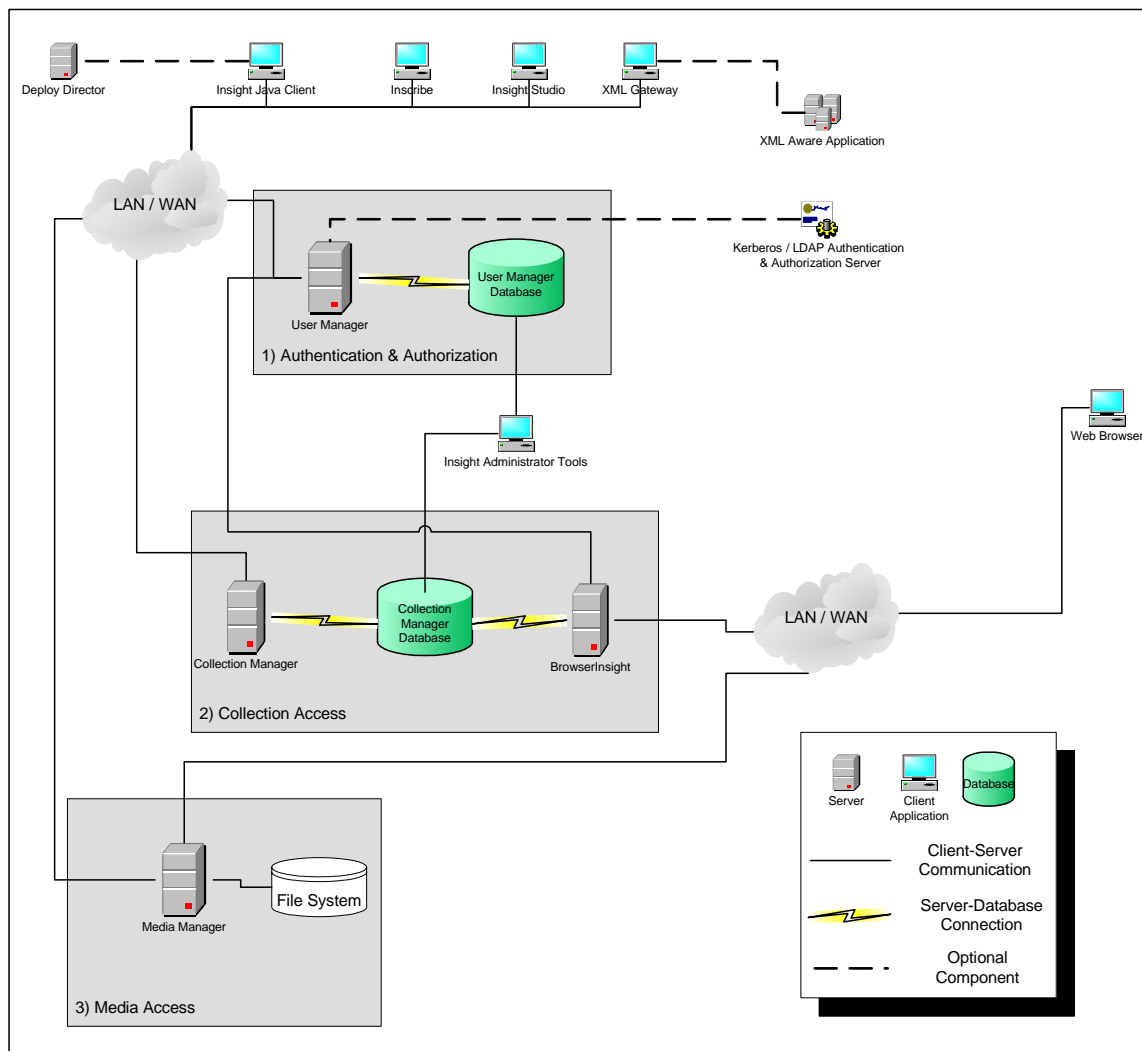 Deploy Director
Insight Java Client
Inscribe
Insight Studio
XML Gateway
XML Aware Application
LAN / WAN
Kerberos / LDAP Authentication
& Authorization Server
User Manager
User Manager
Database
1) Authentication & Authorization
Insight Administrator Tools
Web Browser
Collection Manager
Collection
Manager
Database
BrowserInsight
2) Collection Access
LAN / WAN
Media Manager
File System
3) Media Access
Server
Client
Application
Database
Client-Server
Communication
Server-Database
Connection
Optional
Component